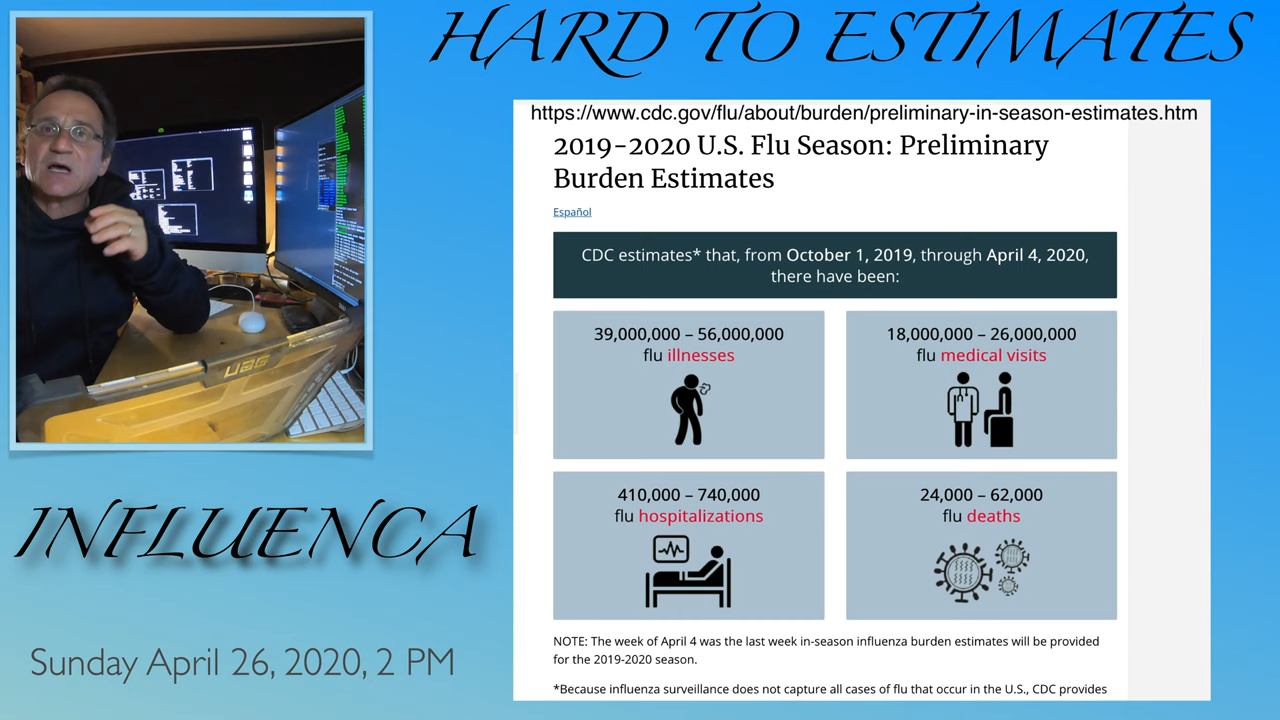 HARD TO ESTIMATES
https://www.cdc.gov/flu/about/burden/preliminary-in-season-estimates.htm
2019-2020 U.S. Flu Season: Preliminary
Burden Estimates
Español
CDC estimates* that, from October 1, 2019, through April 4, 2020,
there have been:
39,000,000 – 56,000,000
flu illnesses
18,000,000 – 26,000,000
flu medical visits
410,000 – 740,000
flu hospitalizations
24,000 – 62,000
flu deaths
NOTE: The week of April 4 was the last week in-season influenza burden estimates will be provided
for the 2019-2020 season.
*Because influenza surveillance does not capture all cases of flu that occur in the U.S., CDC provides
UAG
INFLUENCA
Sunday April 26, 2020, 2 PM